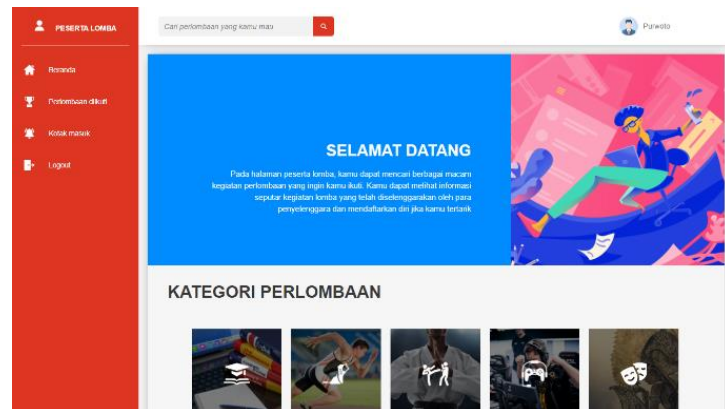 PESERTA LOMBA
Cari perlombaan yang kamu mau
Purwoto
Beranda
Perlombaan diikuti
Kotak masuk
Logout
SELAMAT DATANG
Pada halaman peserta lomba, kamu dapat mencari berbagai macam
kegiatan perlombaan yang ingin kamu ikuti. Kamu dapat melihat informasi
seputar kegiatan lomba yang telah diselenggarakan oleh para
penyelenggara dan mendaftarkan diri jika kamu tertarik
KATEGORI PERLOMBAAN